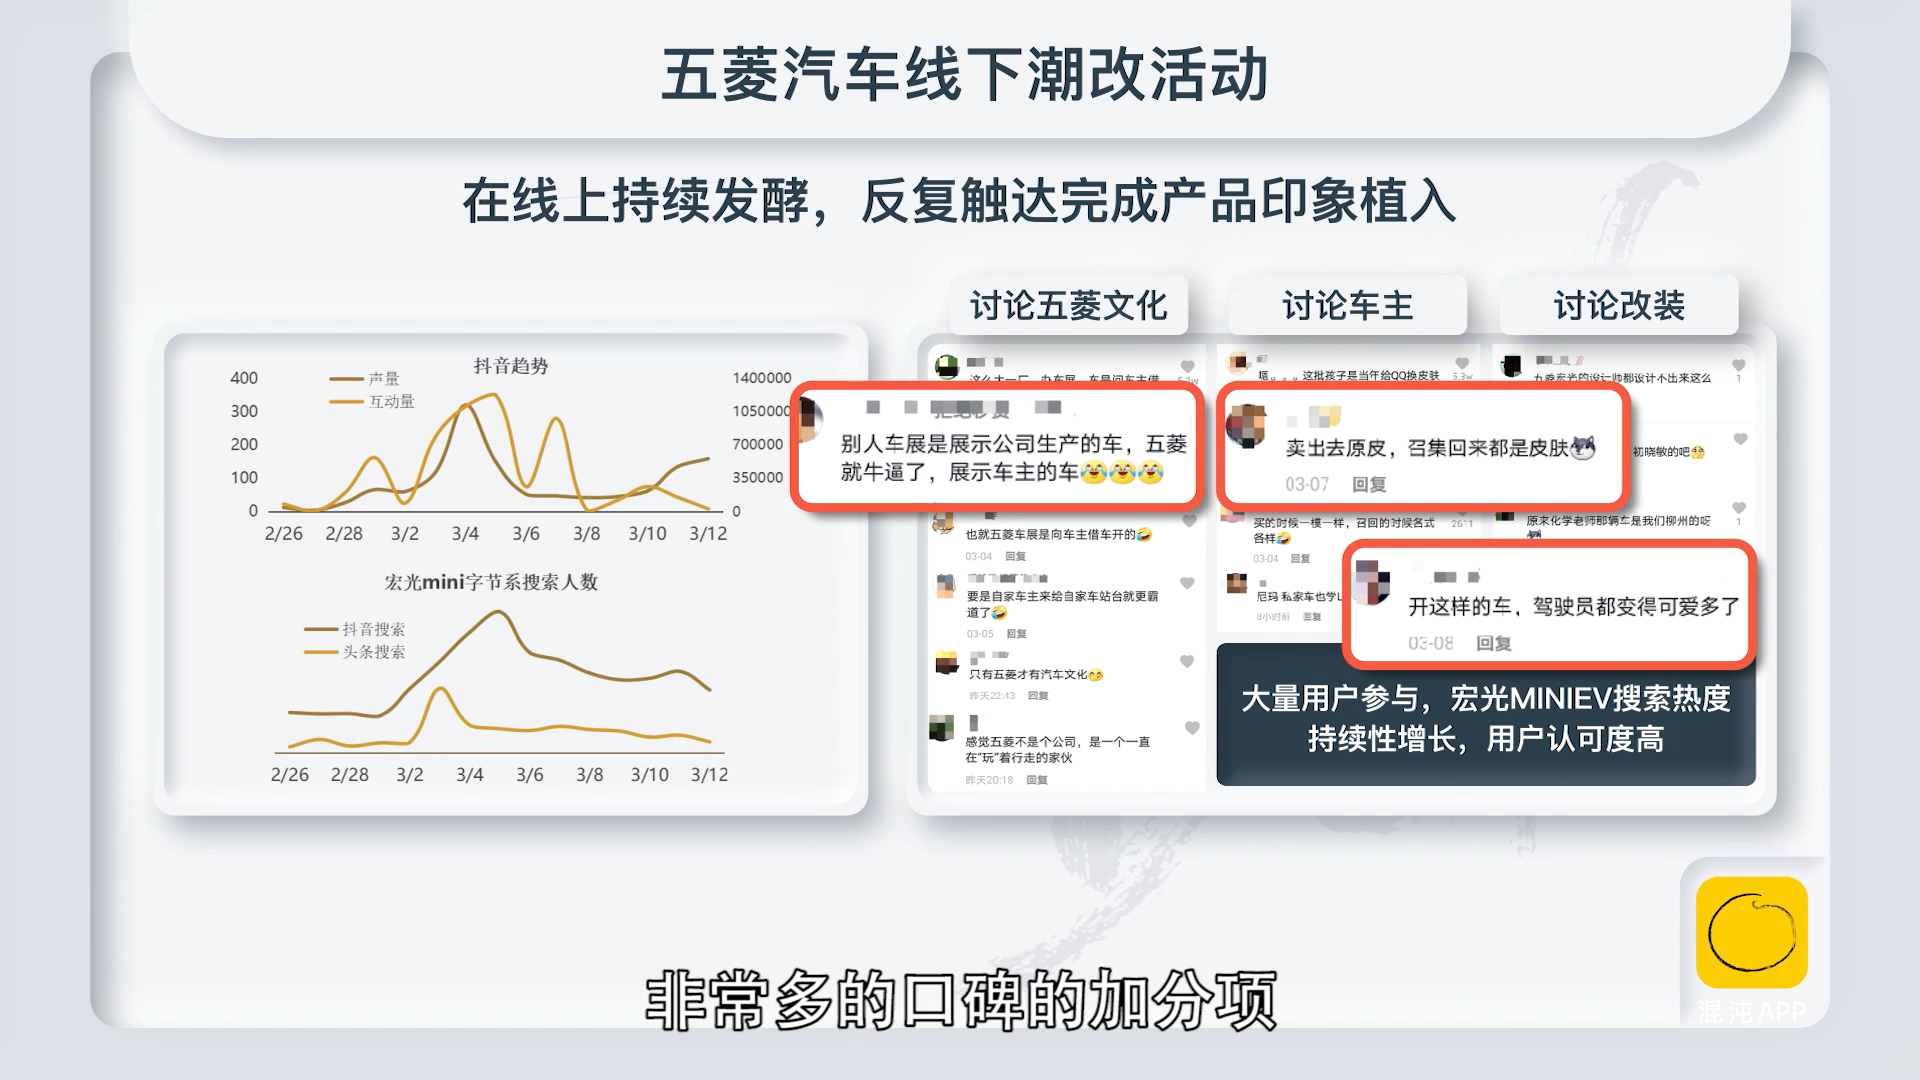 五菱汽车线下潮改活动
在线上持续发酵，反复触达完成产品印象植入
抖音趋势
声量
互动量
400
300
200
100
0
1400000
1050000
700000
350000
0
2/26 2/28 3/2 3/4 3/6 3/8 3/10 3/12
宏光mini字节系搜索人数
抖音搜索
头条搜索
2/26 2/28 3/2 3/4 3/6 3/8 3/10 3/12
讨论五菱文化
别人车展是展示公司生产的车，五菱
就牛逼了，展示车主的车😂😂😂
也就五菱车展是向车主借车开的🤣
03-04 回复
要是自家车主来给自家车站台就更霸
道了🤣
03-05 回复
只有五菱才有汽车文化😋
昨天22:43 回复
感觉五菱不是个公司，是一个一直
在“玩”着行走的家伙
昨天20:18 回复
讨论车主
这批孩子是当年给QQ换皮肤
5.3w
卖出去原皮，召集回来都是皮肤
03-07 回复
买的时候一模一样，召回的时候各式
各样🤣
2611
03-04 回复
8小时前 回复
讨论改装
五菱宏光的设计师都设计不出来这么
1
初晓敏的吧
原来化学老师那辆车是我们柳州的呀
1
开这样的车，驾驶员都变得可爱多了
03-08 回复
大量用户参与，宏光MINIEV搜索热度
持续性增长，用户认可度高
非常多的口碑的加分项
混沌APP